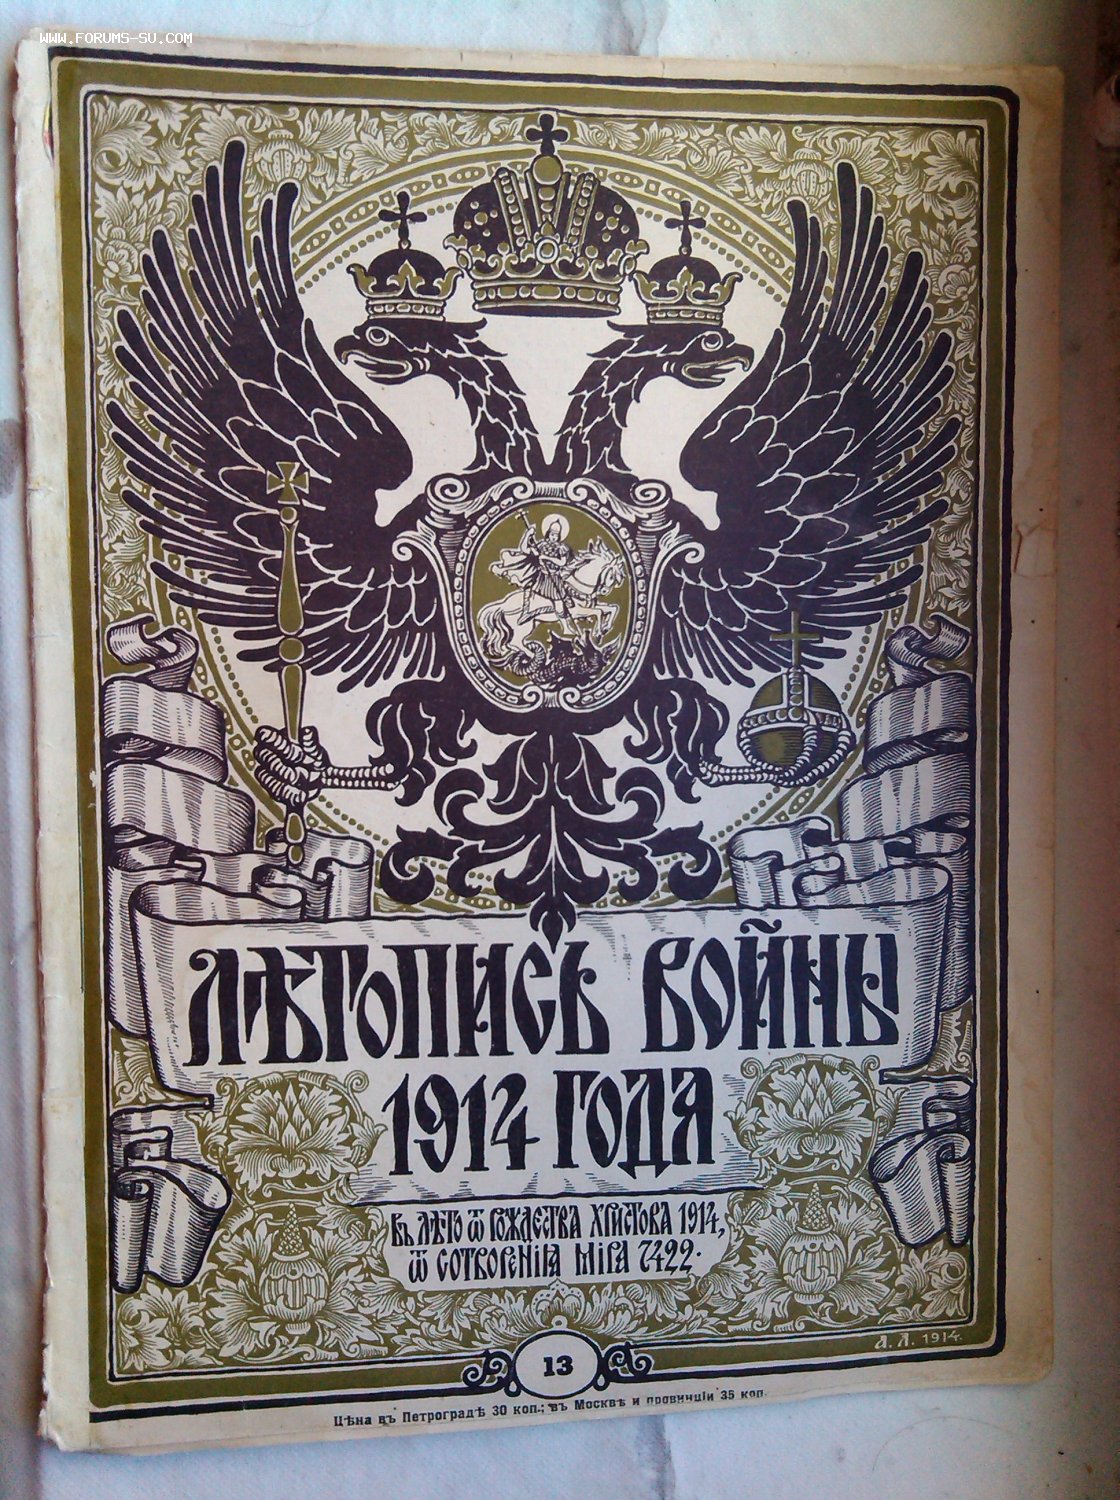 WWW.FORUMS-SU.COM
ЛѢТОПИСЬ ВОЙНЫ
1914 ГОДА
ВЪ ЛѢТО Ѿ РОЖДЕСТВА ХРИСТОВА 1914,
Ѿ СОТВОРЕНІЯ МІРА 7422.
А. Л. 1914.
13
Цѣна въ Петроградѣ 30 коп.; въ Москвѣ и провинціи 35 коп.